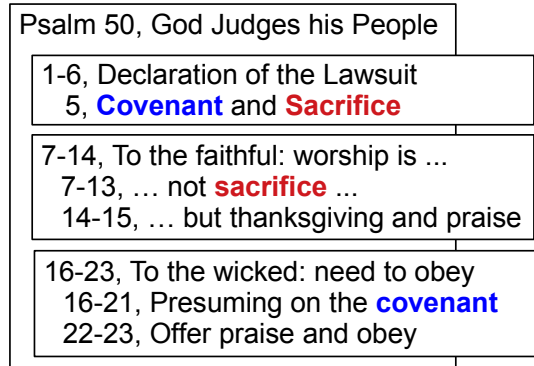 Psalm 50, God Judges his People
1-6, Declaration of the Lawsuit
5, Covenant and Sacrifice
7-14, To the faithful: worship is ...
7-13, … not sacrifice ...
14-15, … but thanksgiving and praise
16-23, To the wicked: need to obey
16-21, Presuming on the covenant
22-23, Offer praise and obey